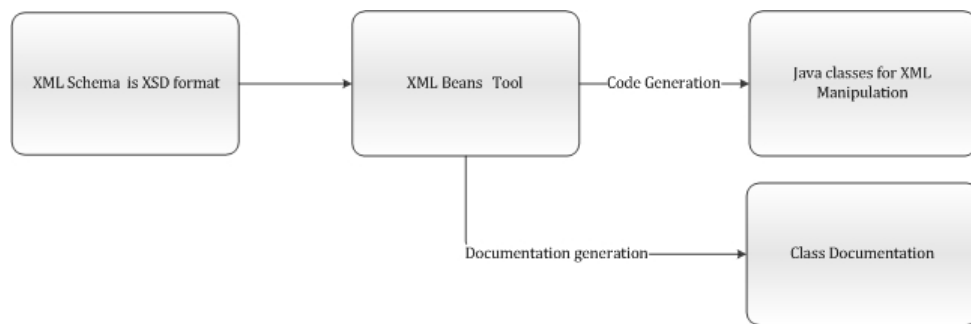 XML Schema is XSD format
XML Beans Tool
Code Generation
Java classes for XML
Manipulation
Documentation generation
Class Documentation